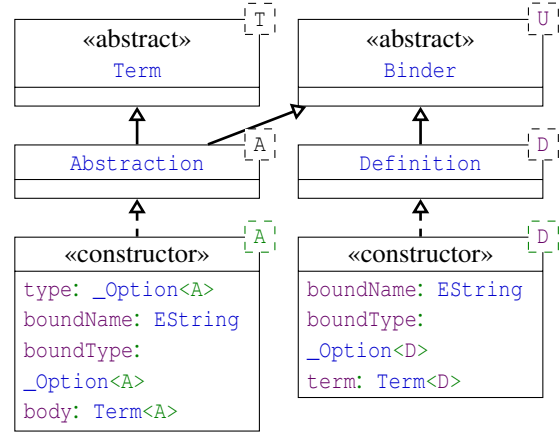 T
«abstract»
Term
U
«abstract»
Binder
A
Abstraction
D
Definition
A
«constructor»
type: _Option<A>
boundName: EString
boundType:
_Option<A>
body: Term<A>
D
«constructor»
boundName: EString
boundType:
_Option<D>
term: Term<D>